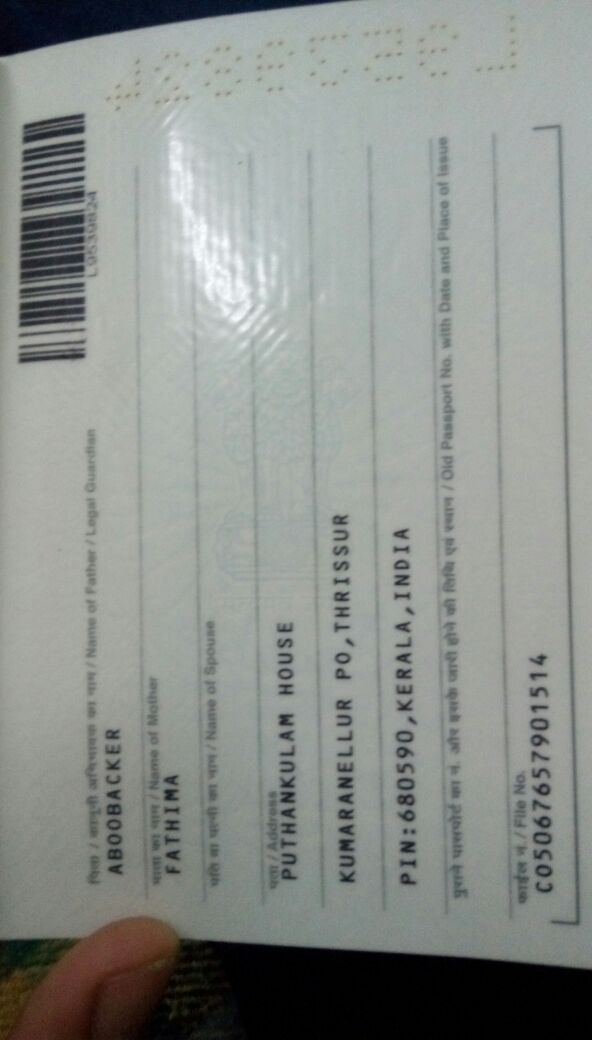 L9539824
पिता / कानूनी अभिभावक का नाम / Name of Father / Legal Guardian
ABOOBACKER
माता का नाम / Name of Mother
FATHIMA
पति या पत्नी का नाम / Name of Spouse
पता / Address
PUTHANKULAM HOUSE
KUMARANELLUR PO,THRISSUR
PIN:680590,KERALA,INDIA
पुराने पासपोर्ट का नं. और इसके जारी होने की तिथि एवं स्थान / Old Passport No. with Date and Place of Issue
फाईल नं. / File No.
CO5067657901514